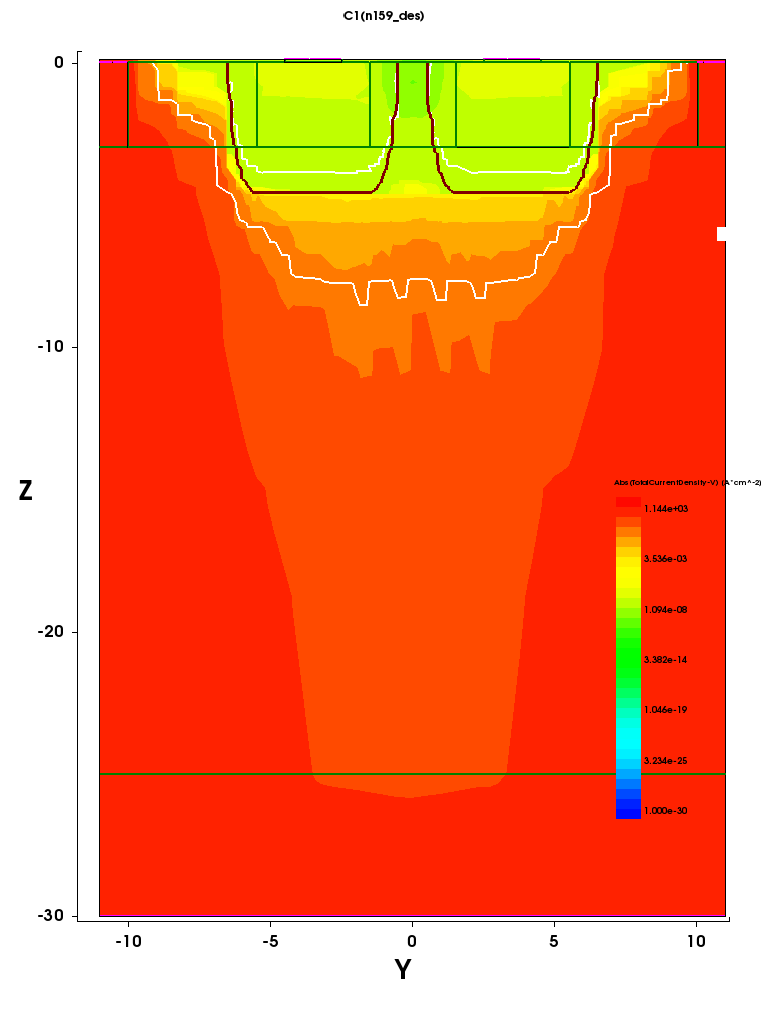 C1(n159_des)
0
-10
-20
-30
Z
Abs(TotalCurrentDensity-V) (A*cm^-2)
1.144e+03
3.536e-03
1.094e-08
3.382e-14
1.046e-19
3.234e-25
1.000e-30
-10
-5
0
5
10
Y